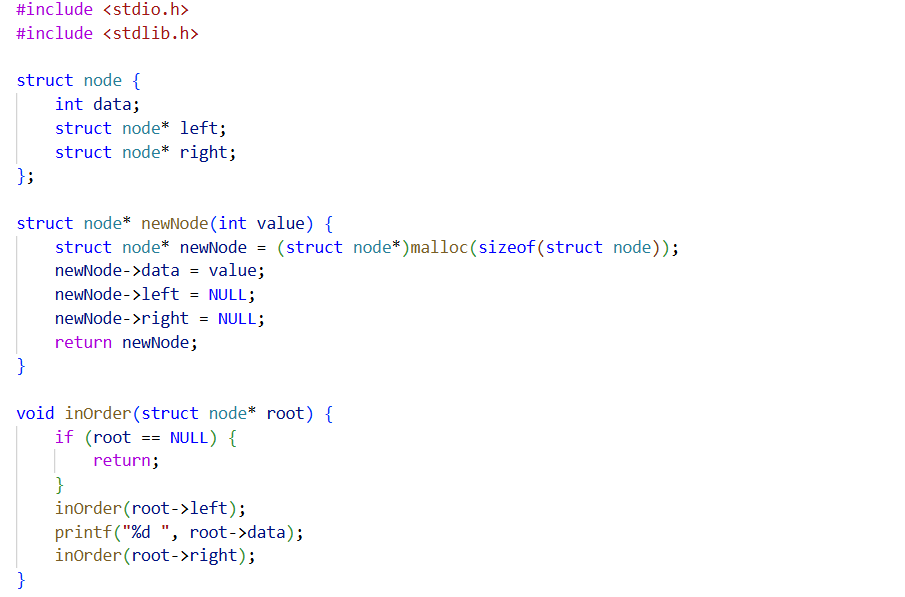 #include <stdio.h>
#include <stdlib.h>

struct node {
    int data;
    struct node* left;
    struct node* right;
};

struct node* newNode(int value) {
    struct node* newNode = (struct node*)malloc(sizeof(struct node));
    newNode->data = value;
    newNode->left = NULL;
    newNode->right = NULL;
    return newNode;
}

void inOrder(struct node* root) {
    if (root == NULL) {
        return;
    }
    inOrder(root->left);
    printf("%d ", root->data);
    inOrder(root->right);
}